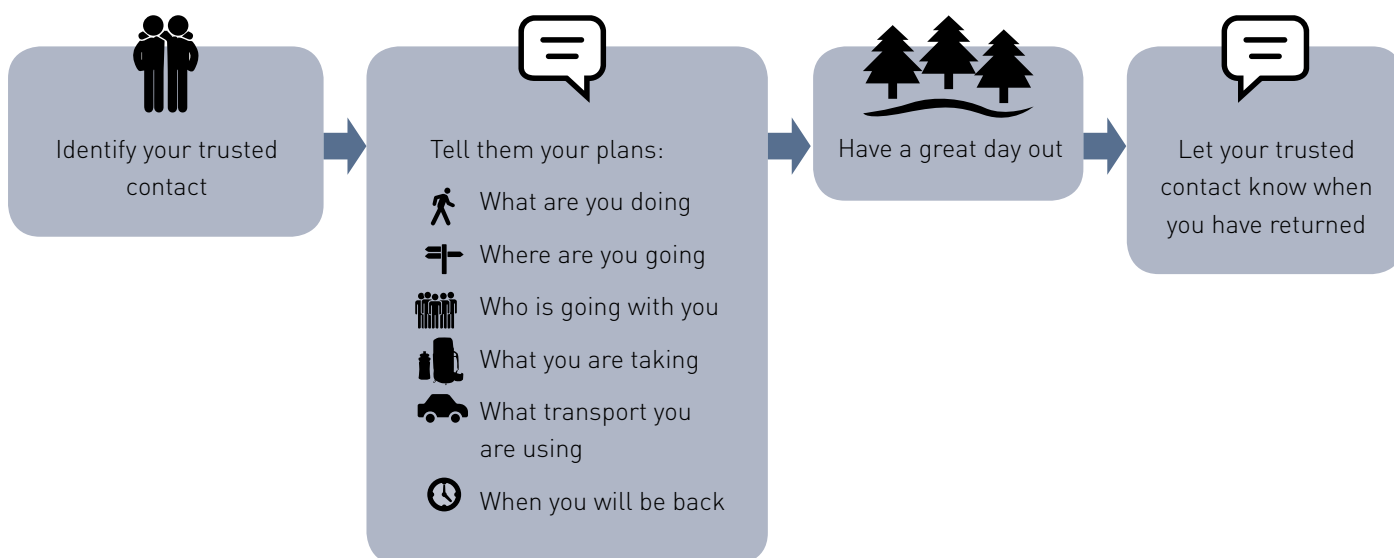 Identify your trusted
contact
Tell them your plans:
What are you doing
Where are you going
Who is going with you
What you are taking
What transport you
are using
When you will be back
Have a great day out
Let your trusted
contact know when
you have returned